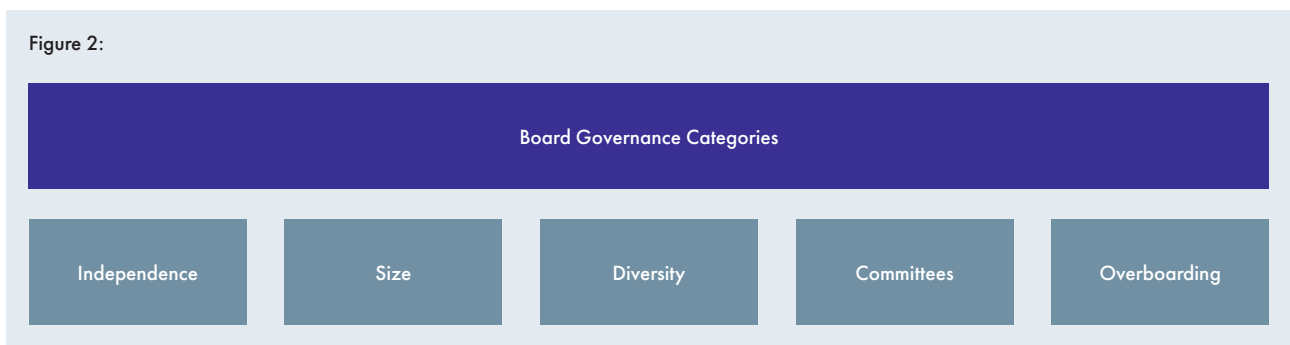 Figure 2:
Board Governance Categories
Independence
Size
Diversity
Committees
Overboarding